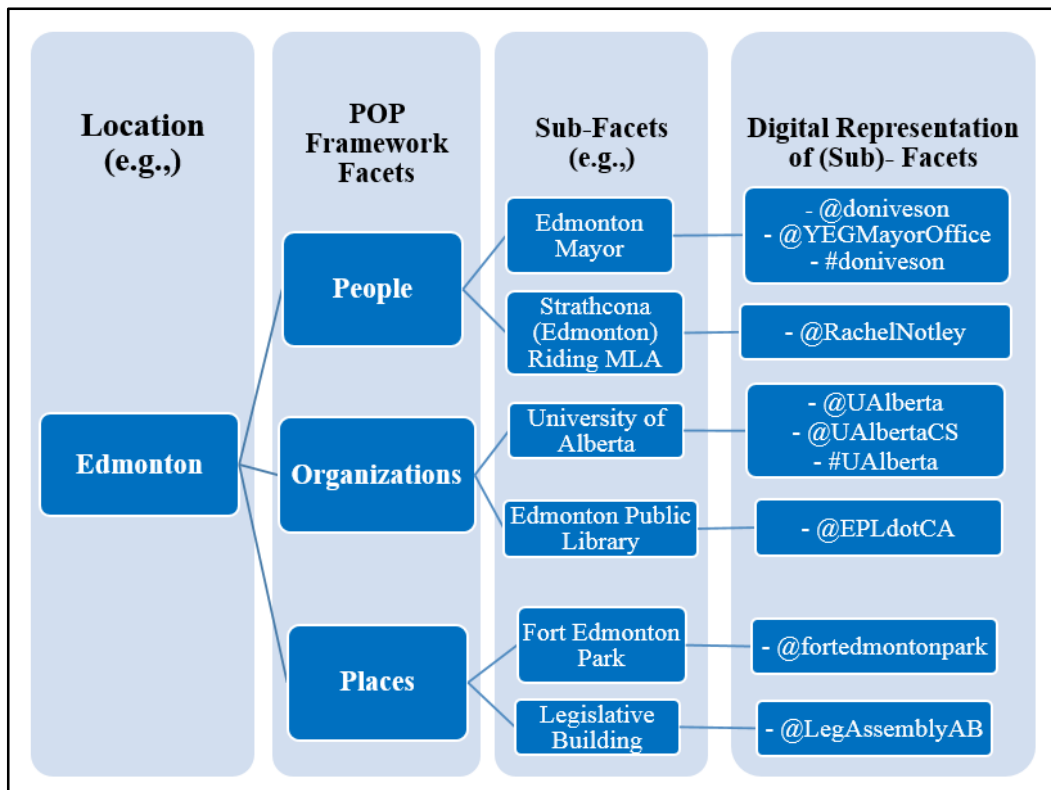 Location
(e.g.,)
POP
Framework
Facets
Sub-Facets
(e.g.,)
Digital Representation
of (Sub)- Facets
Edmonton
People
Organizations
Places
Edmonton
Mayor
Strathcona
(Edmonton)
Riding MLA
University of
Alberta
Edmonton Public
Library
Fort Edmonton
Park
Legislative
Building
- @doniveson
- @YEGMayorOffice
- #doniveson
- @RachelNotley
- @UAlberta
- @UAlbertaCS
- #UAlberta
- @EPLdotCA
- @fortedmontonpark
- @LegAssemblyAB